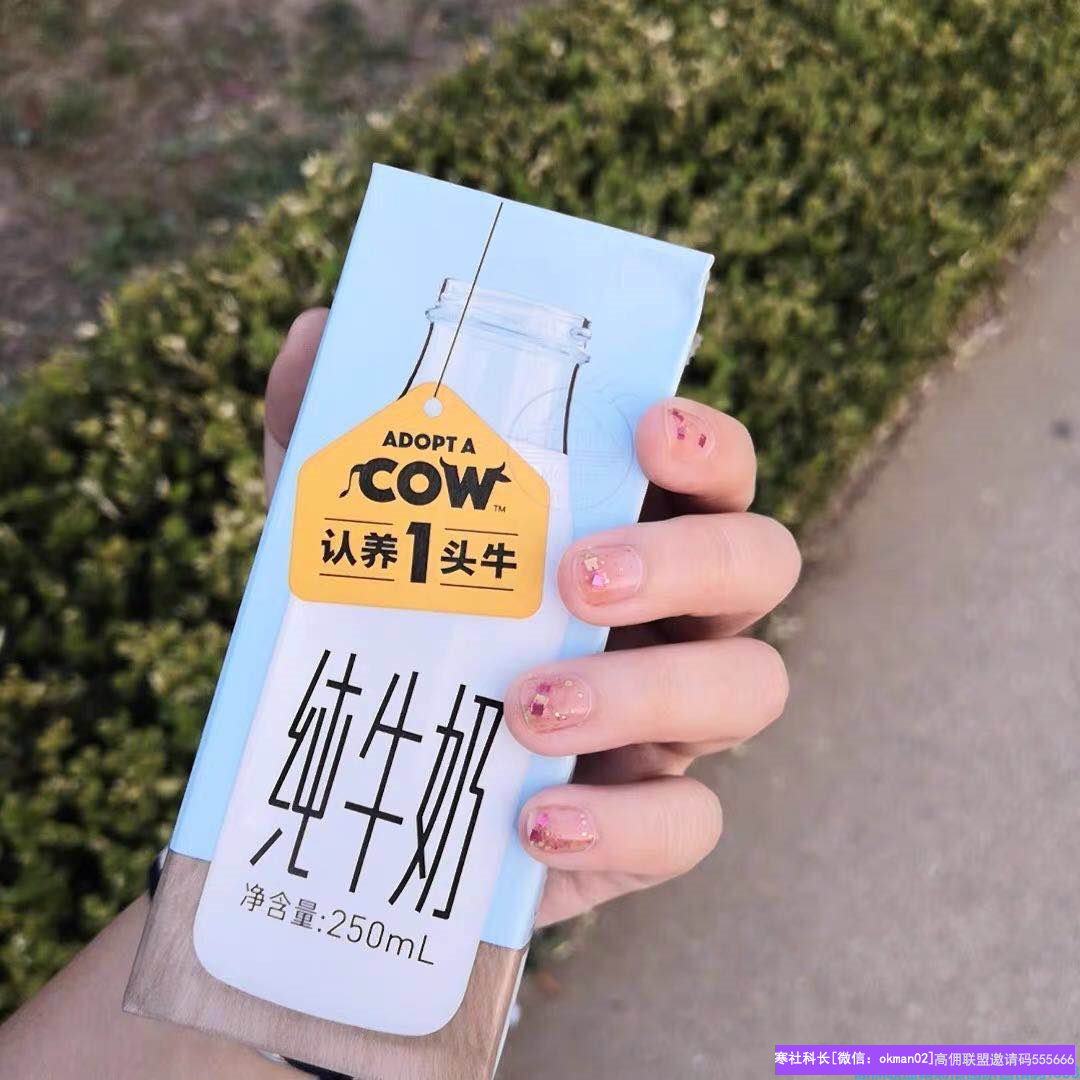 ADOPT A
COW™
认养1头牛
纯牛奶
净含量:250mL
寒社科长[微信：okman02]高佣联盟邀请码555666